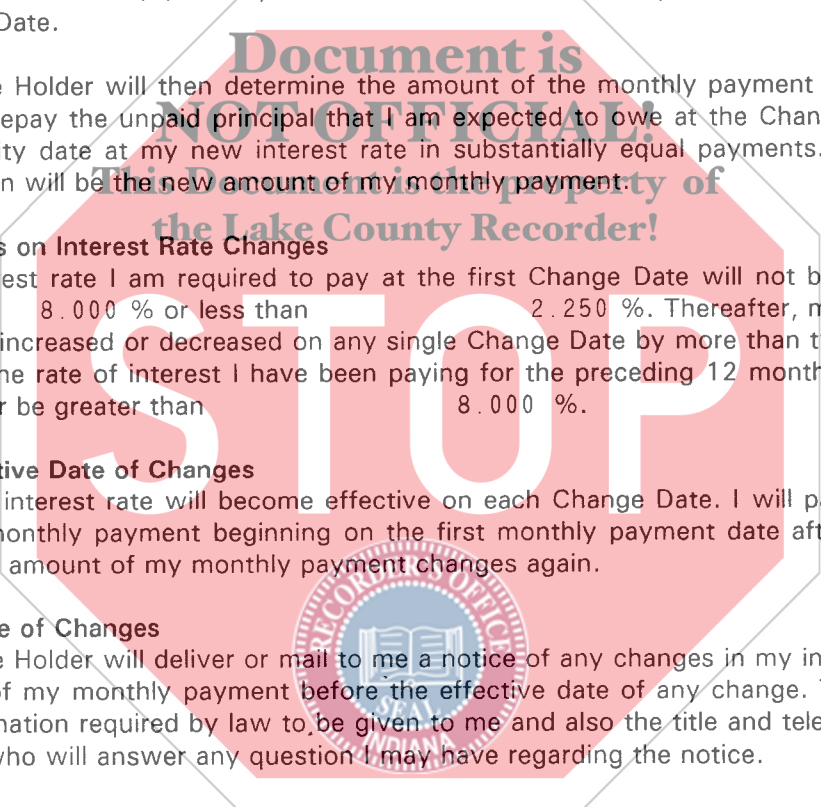 Date.
Document is
Holder will then determine the amount of the monthly payment
epay the unpaid principal that I am expected to owe at the Chan
NOT OFFICIAL!
ity date at my new interest rate in substantially equal payments.
n will be the new amount of my monthly payment.
This Document is the property of
the Lake County Recorder!
s on Interest Rate Changes
est rate I am required to pay at the first Change Date will not b
8.000 % or less than 2.250 %. Thereafter, m
increased or decreased on any single Change Date by more than t
he rate of interest I have been paying for the preceding 12 month
r be greater than 8.000 %.
STOP
tive Date of Changes
interest rate will become effective on each Change Date. I will p
monthly payment beginning on the first monthly payment date aft
amount of my monthly payment changes again.
e of Changes
e Holder will deliver or mail to me a notice of any changes in my in
of my monthly payment before the effective date of any change.
mation required by law to be given to me and also the title and tele
who will answer any question I may have regarding the notice.
RECORDER'S OFFICE
SEAL
INDIANA